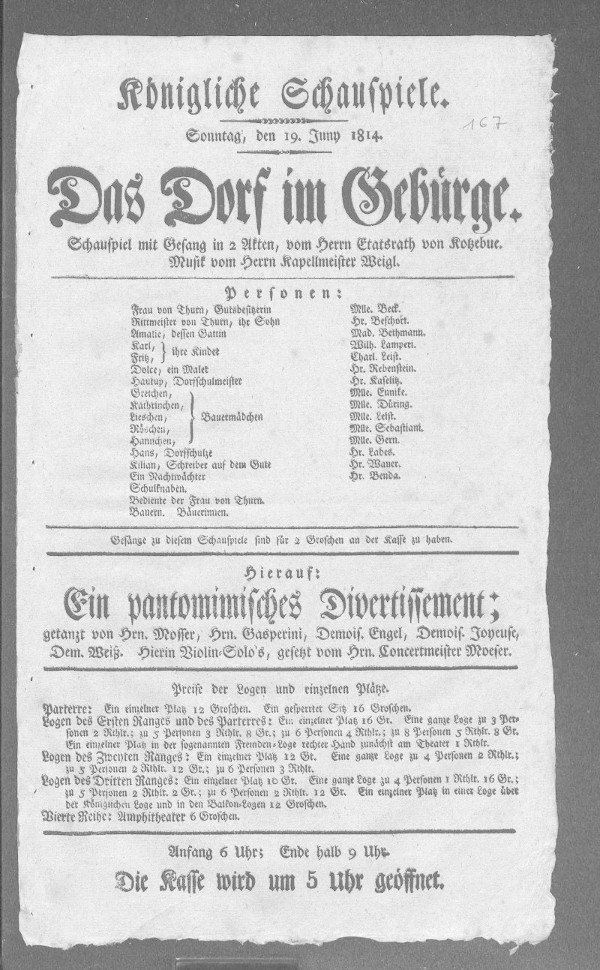 167
Königliche Schauspiele.
Sonntag, den 19. Juny 1814.
Das Dorf im Gebürge.
Schauspiel mit Gesang in 2 Akten, vom Herrn Etatsrath von Kotzebue.
Musik vom Herrn Kapellmeister Weigl.
Personen:
Frau von Thurn, Gutsbesitzerin Mlle. Beck.
Rittmeister von Thurn, ihr Sohn Hr. Beschort.
Amalie, dessen Gattin Mad. Bethmann.
Karl, } ihre Kinder Wilh. Lampert.
Fritz, Charl. Leist.
Dolce, ein Maler Hr. Rebenstein.
Hautup, Dorfschulmeister Hr. Kaselitz.
Gretchen, Mlle. Eunike.
Kathrinchen, Mlle. Düring.
Lieschen, } Bauermädchen Mlle. Leist.
Röschen, Mlle. Sebastiani.
Hannchen, Mlle. Gern.
Hans, Dorfschulze Hr. Labes.
Kilian, Schreiber auf dem Gute Hr. Wauer.
Ein Nachtwächter Hr. Benda.
Schulknaben.
Bediente der Frau von Thurn.
Bauern. Bäuerinnen.
Gesänge zu diesem Schauspiele sind für 2 Groschen an der Kasse zu haben.
Hierauf:
Ein pantomimisches Divertissement;
getanzt von Hrn. Mosser, Hrn. Gasperini, Demois. Engel, Demois. Joyeuse,
Dem. Weiß. Hierin Violin-Solo's, gesetzt vom Hrn. Concertmeister Moeser.
Preise der Logen und einzelnen Plätze.
Parterre: Ein einzelner Platz 12 Groschen. Ein gesperrter Sitz 16 Groschen.
Logen des Ersten Ranges und des Parterres: Ein einzelner Platz 16 Gr. Eine ganze Loge zu 3 Per-
sonen 2 Rthlr.; zu 5 Personen 3 Rthlr. 8 Gr.; zu 6 Personen 4 Rthlr.; zu 8 Personen 5 Rthlr. 8 Gr.
Ein einzelner Platz in der sogenannten Fremden-Loge rechter Hand zunächst am Theater 1 Rthlr.
Logen des Zweyten Ranges: Ein einzelner Platz 12 Gr. Eine ganze Loge zu 4 Personen 2 Rthlr.;
zu 5 Personen 2 Rthlr. 12 Gr.; zu 6 Personen 3 Rthlr.
Logen des Dritten Ranges: Ein einzelner Platz 10 Gr. Eine ganze Loge zu 4 Personen 1 Rthlr. 16 Gr.;
zu 5 Personen 2 Rthlr. 2 Gr.; zu 6 Personen 2 Rthlr. 12 Gr. Ein einzelner Platz in einer Loge über
der Königlichen Loge und in den Balkon-Logen 12 Groschen.
Vierte Reihe: Amphitheater 6 Groschen.
Anfang 6 Uhr; Ende halb 9 Uhr.
Die Kasse wird um 5 Uhr geöffnet.